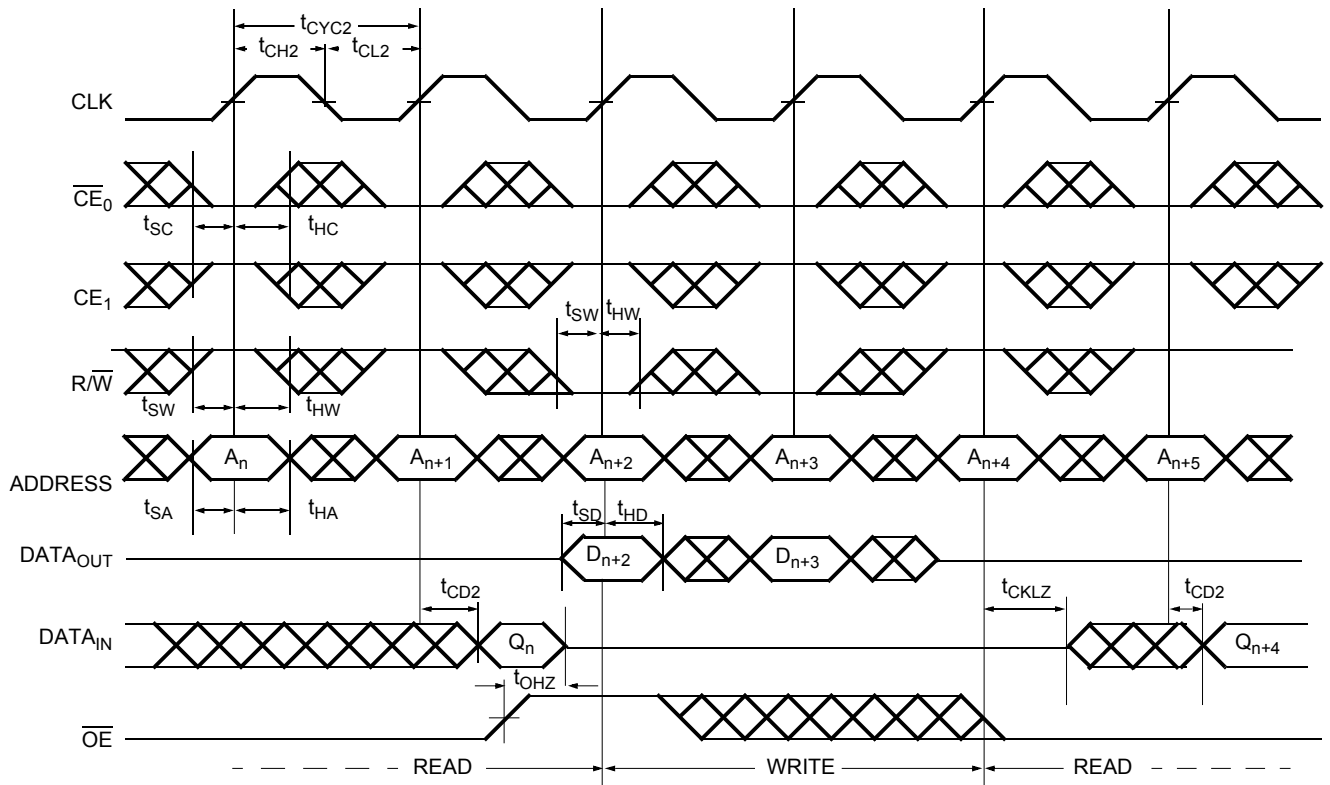 tCYC2
tCH2 tCL2
CLK
CE0
tSC tHC
CE1
tSW tHW
R/W
tSW tHW
An An+1 An+2 An+3 An+4 An+5
ADDRESS
tSA tHA tSD tHD
DATAOUT Dn+2 Dn+3
tCD2 tCKLZ tCD2
DATAIN Qn Qn+4
tOHZ
OE
READ WRITE READ